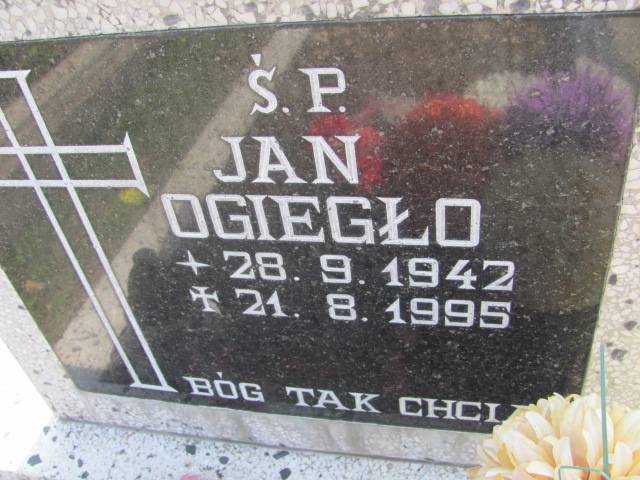 Ś.P.
JAN
OGIEGŁO
+ 28. 9. 1942
✝ 21. 8. 1995
BÓG TAK